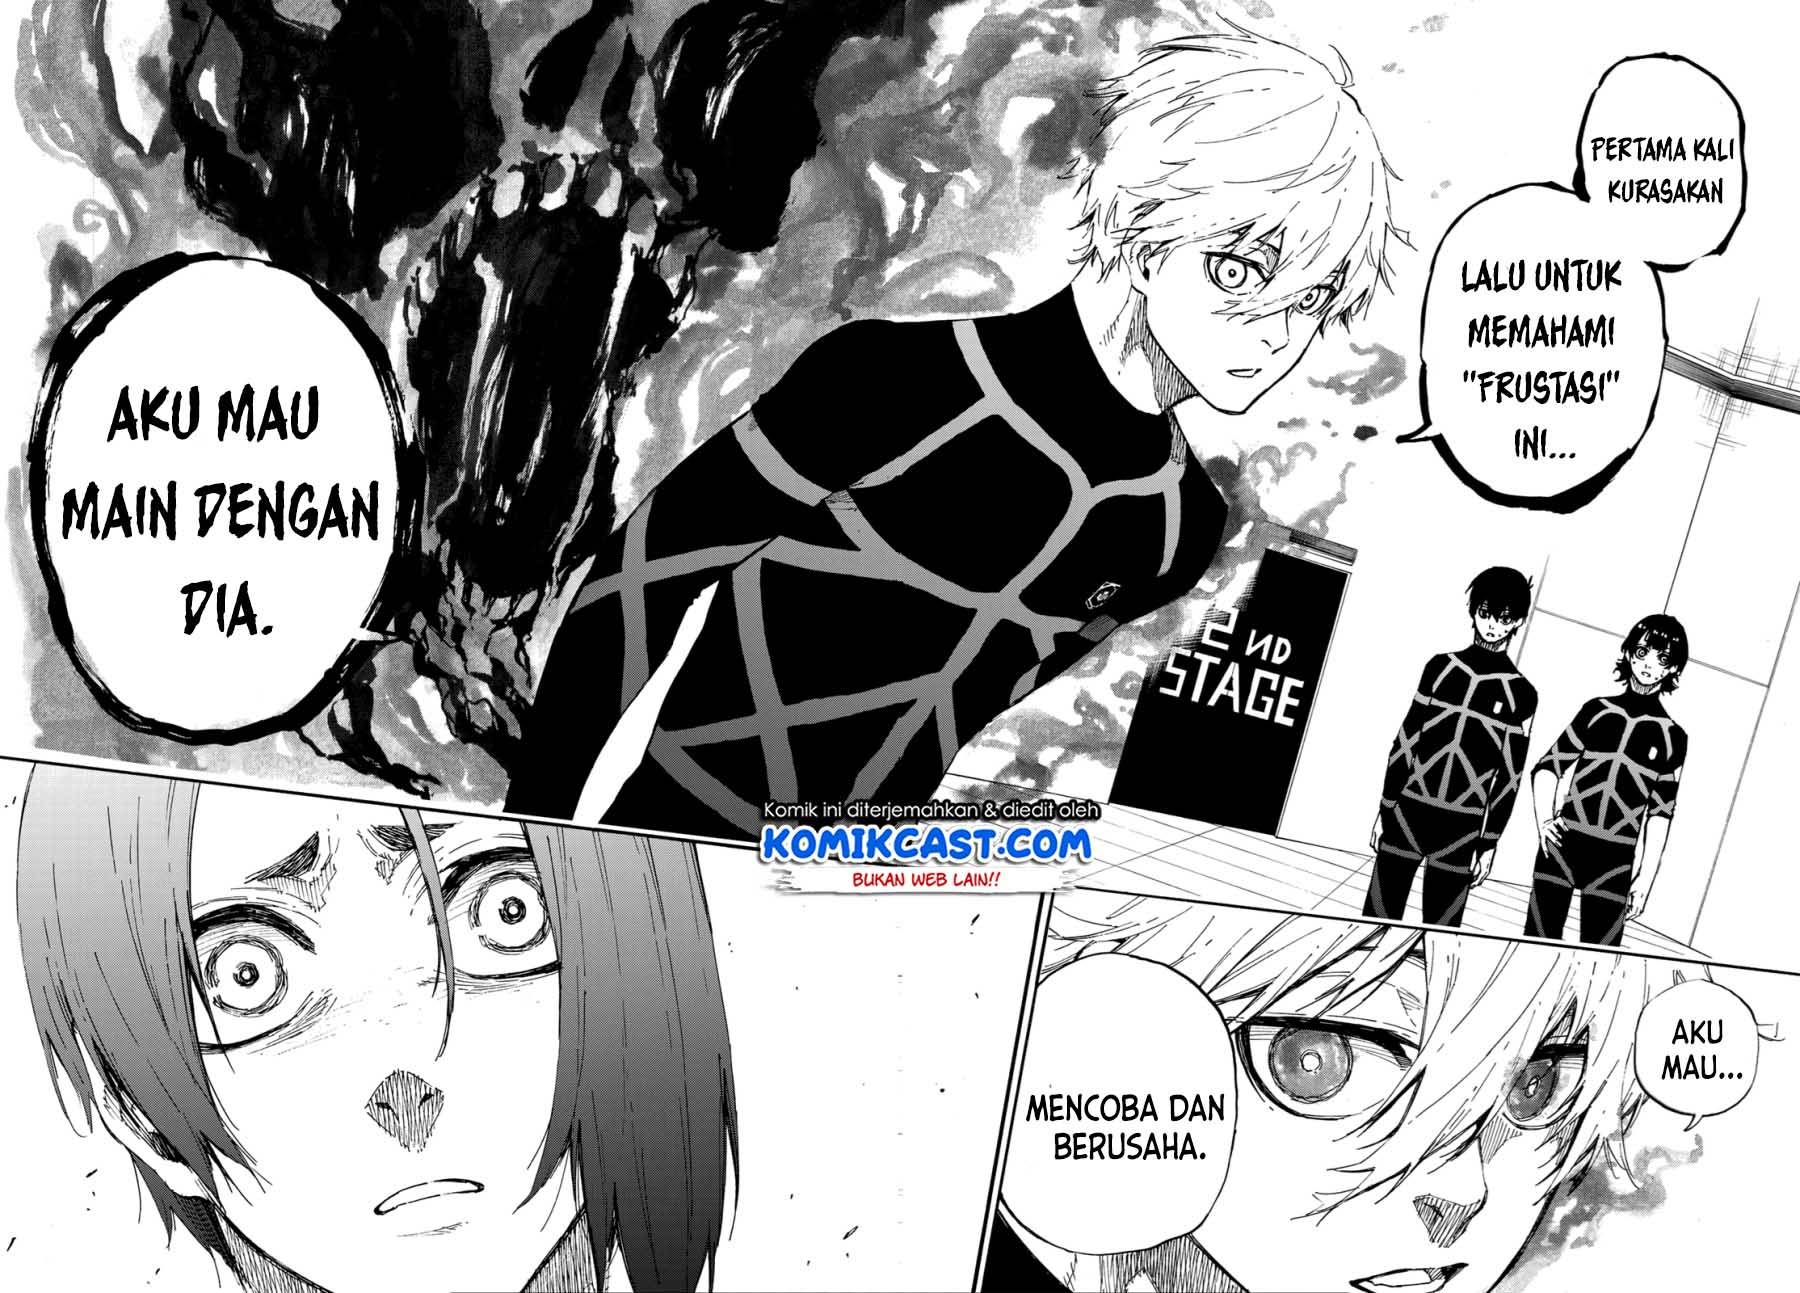 PERTAMA KALI
KURASAKAN
LALU UNTUK
MEMAHAMI
"FRUSTASI"
INI...
AKU MAU
MAIN DENGAN
DIA.
2ND
STAGE
Komik ini diterjemahkan & diedit oleh
KOMIKCAST.COM
BUKAN WEB LAIN!!
AKU
MAU...
MENCOBA DAN
BERUSAHA.